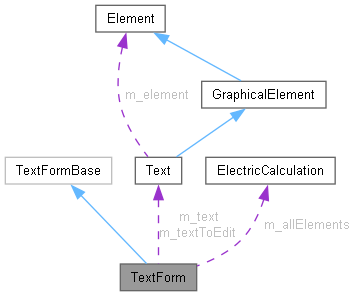 Element
m_element
GraphicalElement
TextFormBase
Text
ElectricCalculation
m_text
m_textToEdit
m_allElements
TextForm